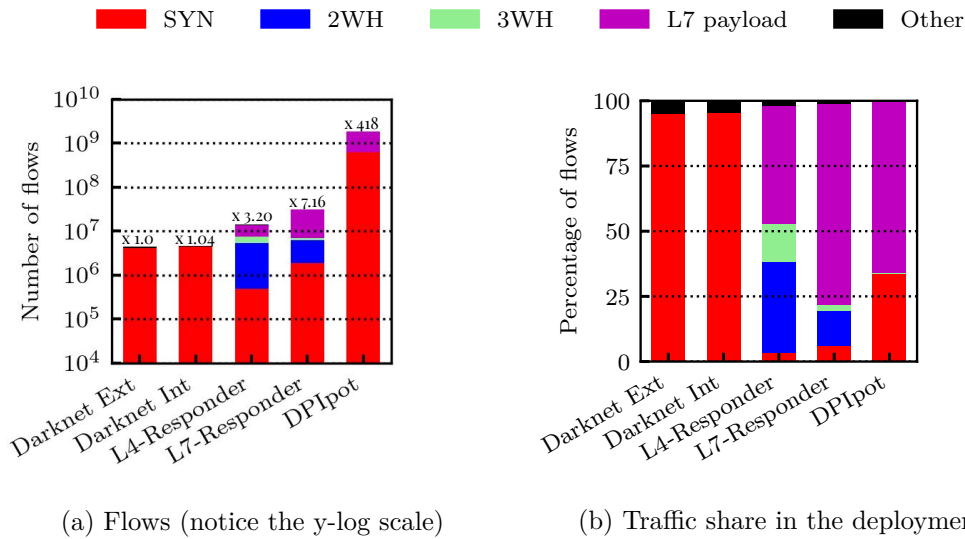 SYN 2WH 3WH L7 payload Other
Number of flows
10^10
10^9
10^8
10^7
10^6
10^5
10^4
x 1.0
x 1.04
x 3.20
x 7.16
x 418
Darknet Ext
Darknet Int
L4-Responder
L7-Responder
DPIpot
(a) Flows (notice the y-log scale)
Percentage of flows
100
75
50
25
0
Darknet Ext
Darknet Int
L4-Responder
L7-Responder
DPIpot
(b) Traffic share in the deploymen